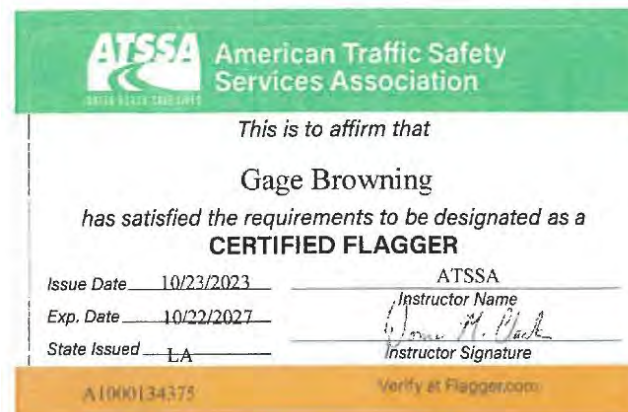 ATSSA
American Traffic Safety
Services Association
This is to affirm that
Gage Browning
has satisfied the requirements to be designated as a
CERTIFIED FLAGGER
Issue Date 10/23/2023
ATSSA
Instructor Name
Exp. Date 10/22/2027
State Issued LA
Instructor Signature
A1000134375
Verify at Flagger.com